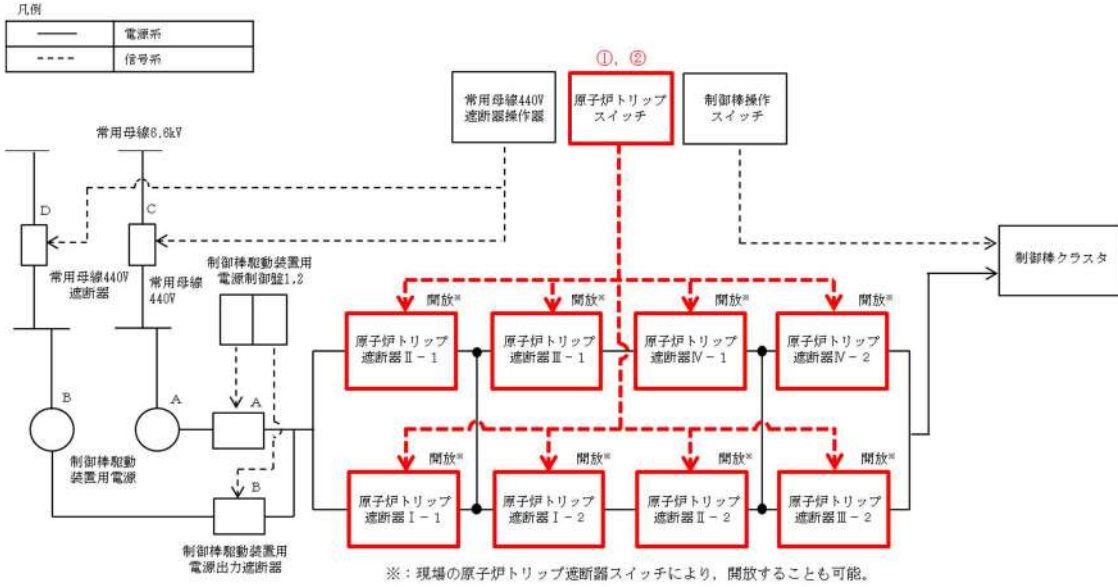 凡例
電源系
信号系
①，②
常用母線440V
遮断器操作器
原子炉トリップ
スイッチ
制御棒操作
スイッチ
常用母線6.6kV
D
C
常用母線440V
遮断器
常用母線
440V
制御棒駆動装置用
電源制御盤1,2
制御棒クラスタ
開放※
開放※
開放※
開放※
原子炉トリップ
遮断器Ⅱ－1
原子炉トリップ
遮断器Ⅲ－1
原子炉トリップ
遮断器Ⅳ－1
原子炉トリップ
遮断器Ⅳ－2
B
A
A
制御棒駆動
装置用電源
B
制御棒駆動装置用
電源出力遮断器
開放※
開放※
開放※
開放※
原子炉トリップ
遮断器Ⅰ－1
原子炉トリップ
遮断器Ⅰ－2
原子炉トリップ
遮断器Ⅱ－2
原子炉トリップ
遮断器Ⅲ－2
※：現場の原子炉トリップ遮断器スイッチにより，開放することも可能。